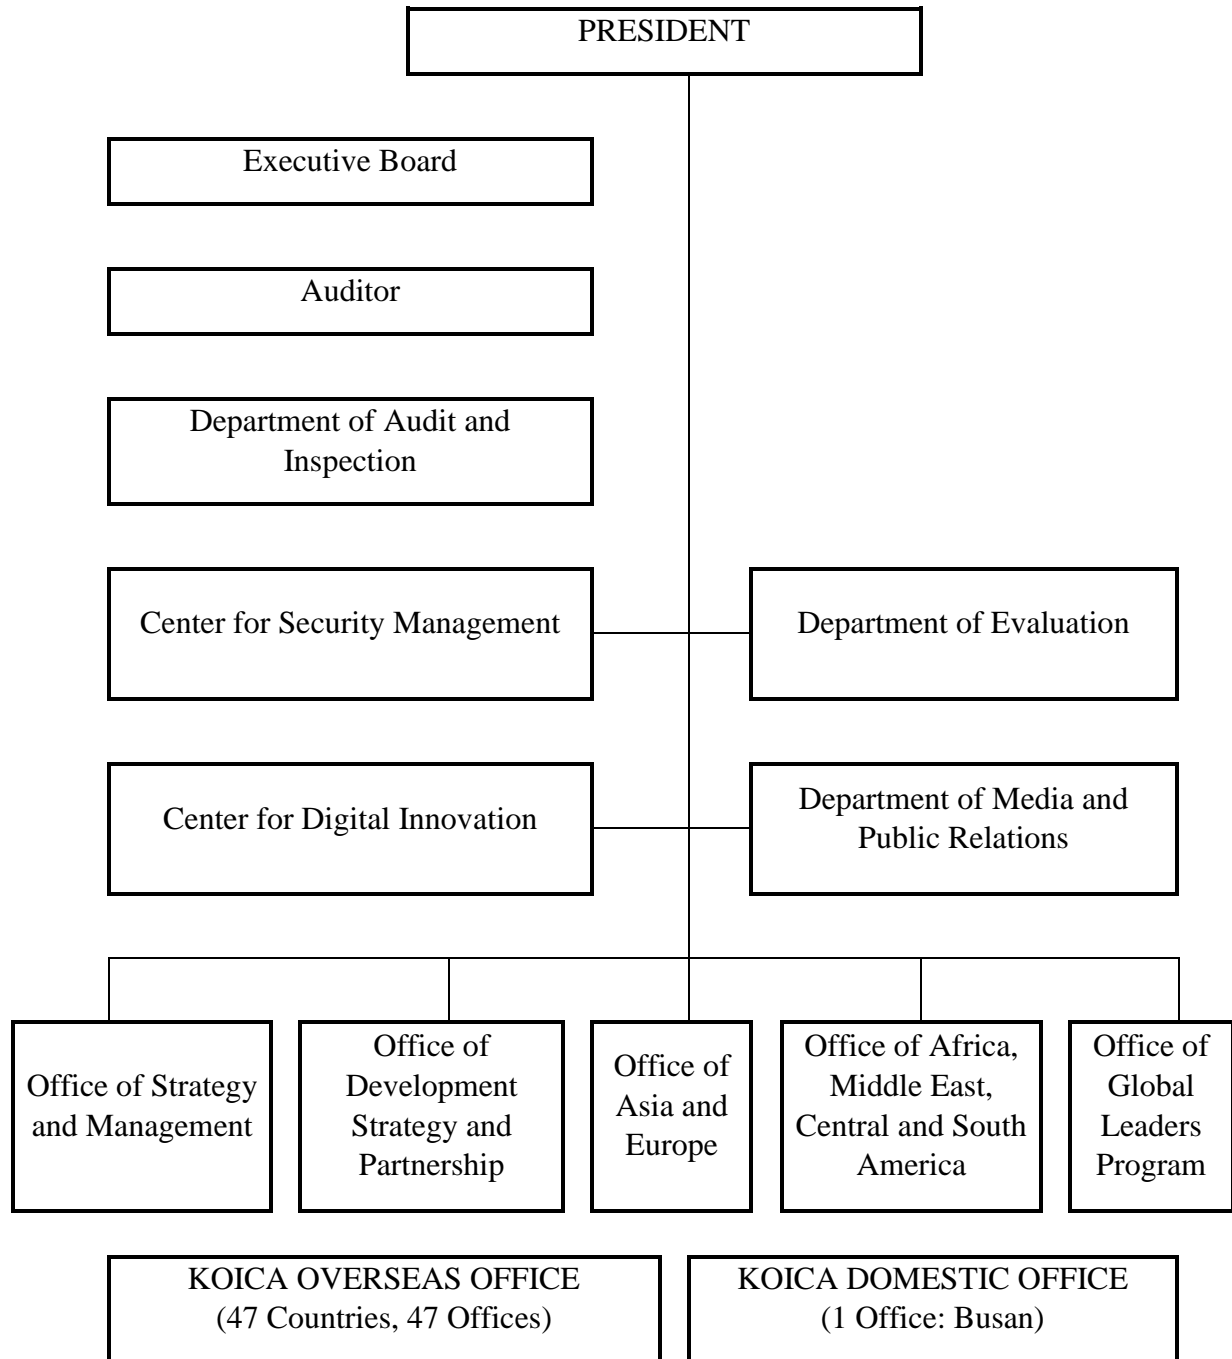 PRESIDENT
Executive Board
Auditor
Department of Audit and
Inspection
Center for Security Management
Department of Evaluation
Center for Digital Innovation
Department of Media and
Public Relations
Office of Strategy
and Management
Office of
Development
Strategy and
Partnership
Office of
Asia and
Europe
Office of Africa,
Middle East,
Central and South
America
Office of
Global
Leaders
Program
KOICA OVERSEAS OFFICE
(47 Countries, 47 Offices)
KOICA DOMESTIC OFFICE
(1 Office: Busan)